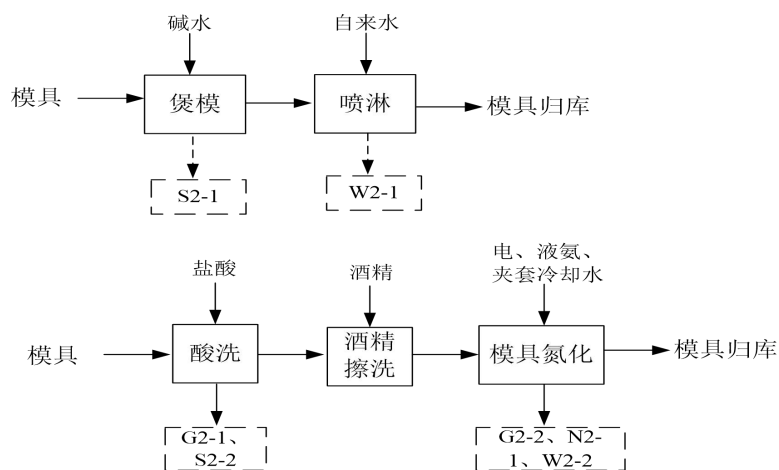 碱水
自来水
模具
煲模
喷淋
模具归库
S2-1
W2-1
盐酸
酒精
电、液氨、
夹套冷却水
模具
酸洗
酒精
擦洗
模具氮化
模具归库
G2-1、
S2-2
G2-2、N2-
1、W2-2